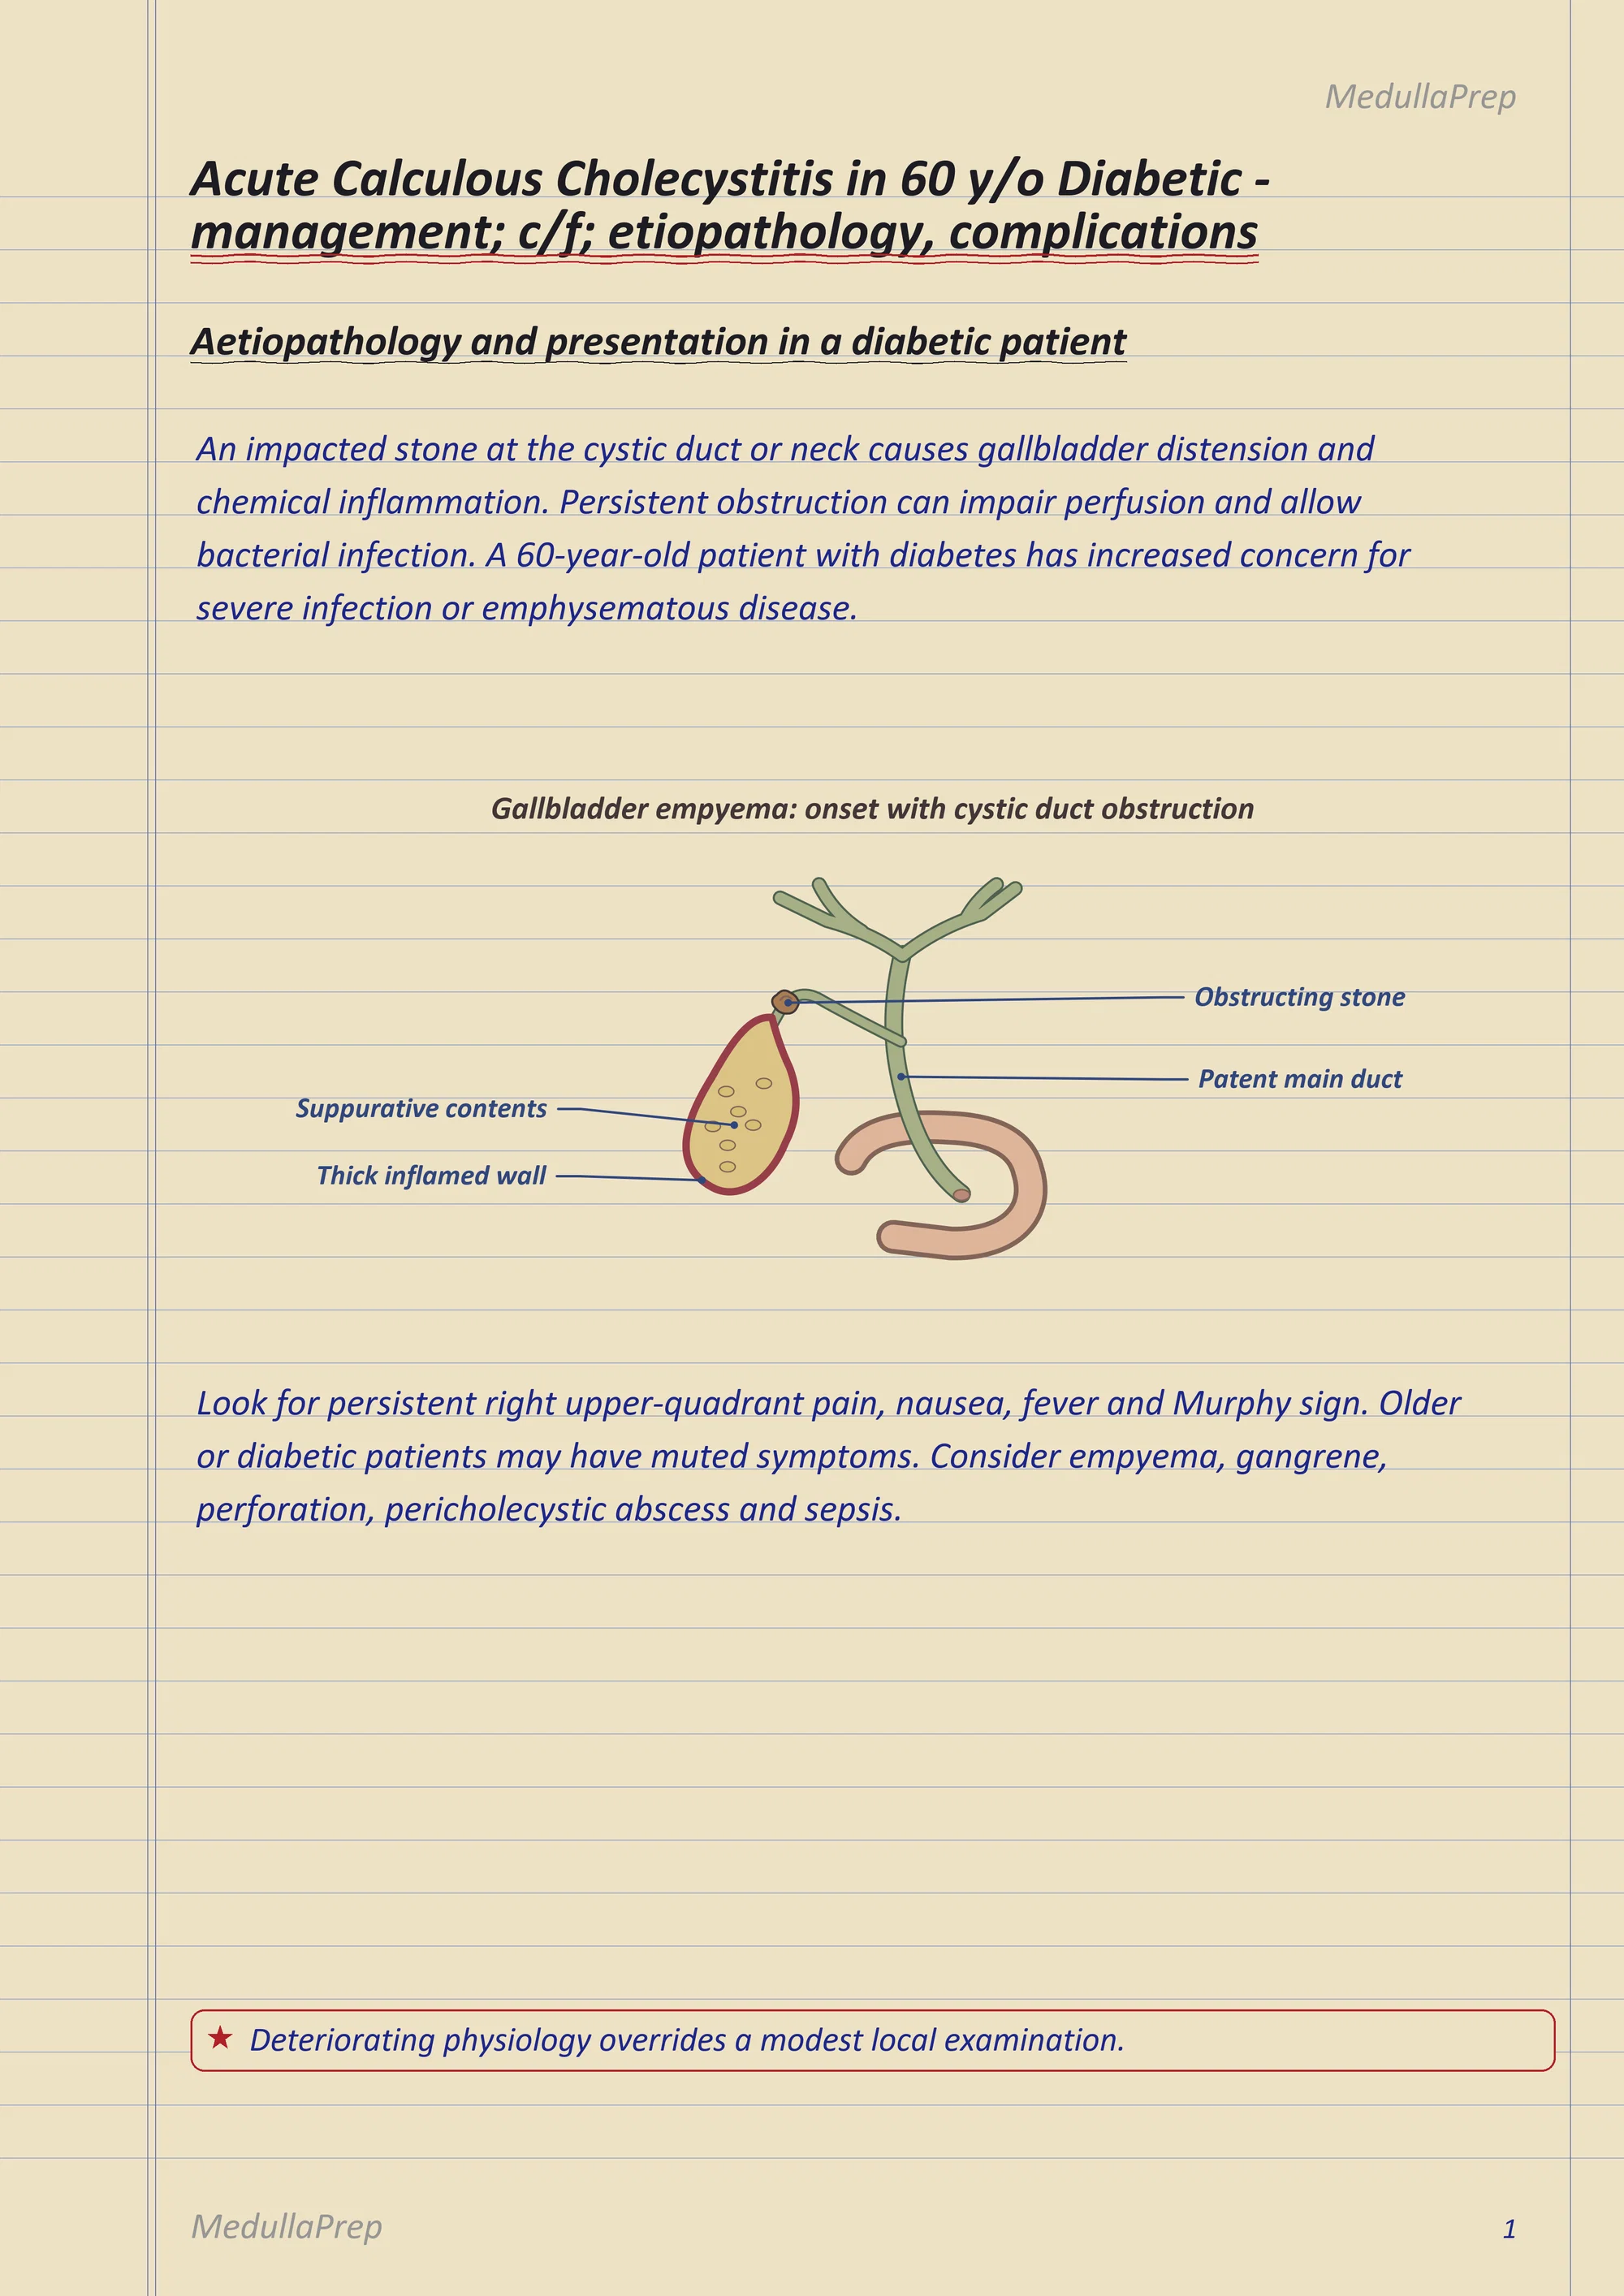 MedullaPrep
Acute Calculous Cholecystitis in 60 y/o Diabetic -
management; c/f; etiopathology, complications
Aetiopathology and presentation in a diabetic patient
An impacted stone at the cystic duct or neck causes gallbladder distension and
chemical inflammation. Persistent obstruction can impair perfusion and allow
bacterial infection. A 60-year-old patient with diabetes has increased concern for
severe infection or emphysematous disease.
Gallbladder empyema: onset with cystic duct obstruction
Obstructing stone
Patent main duct
Suppurative contents
Thick inflamed wall
Look for persistent right upper-quadrant pain, nausea, fever and Murphy sign. Older
or diabetic patients may have muted symptoms. Consider empyema, gangrene,
perforation, pericholecystic abscess and sepsis.
★ Deteriorating physiology overrides a modest local examination.
MedullaPrep
1